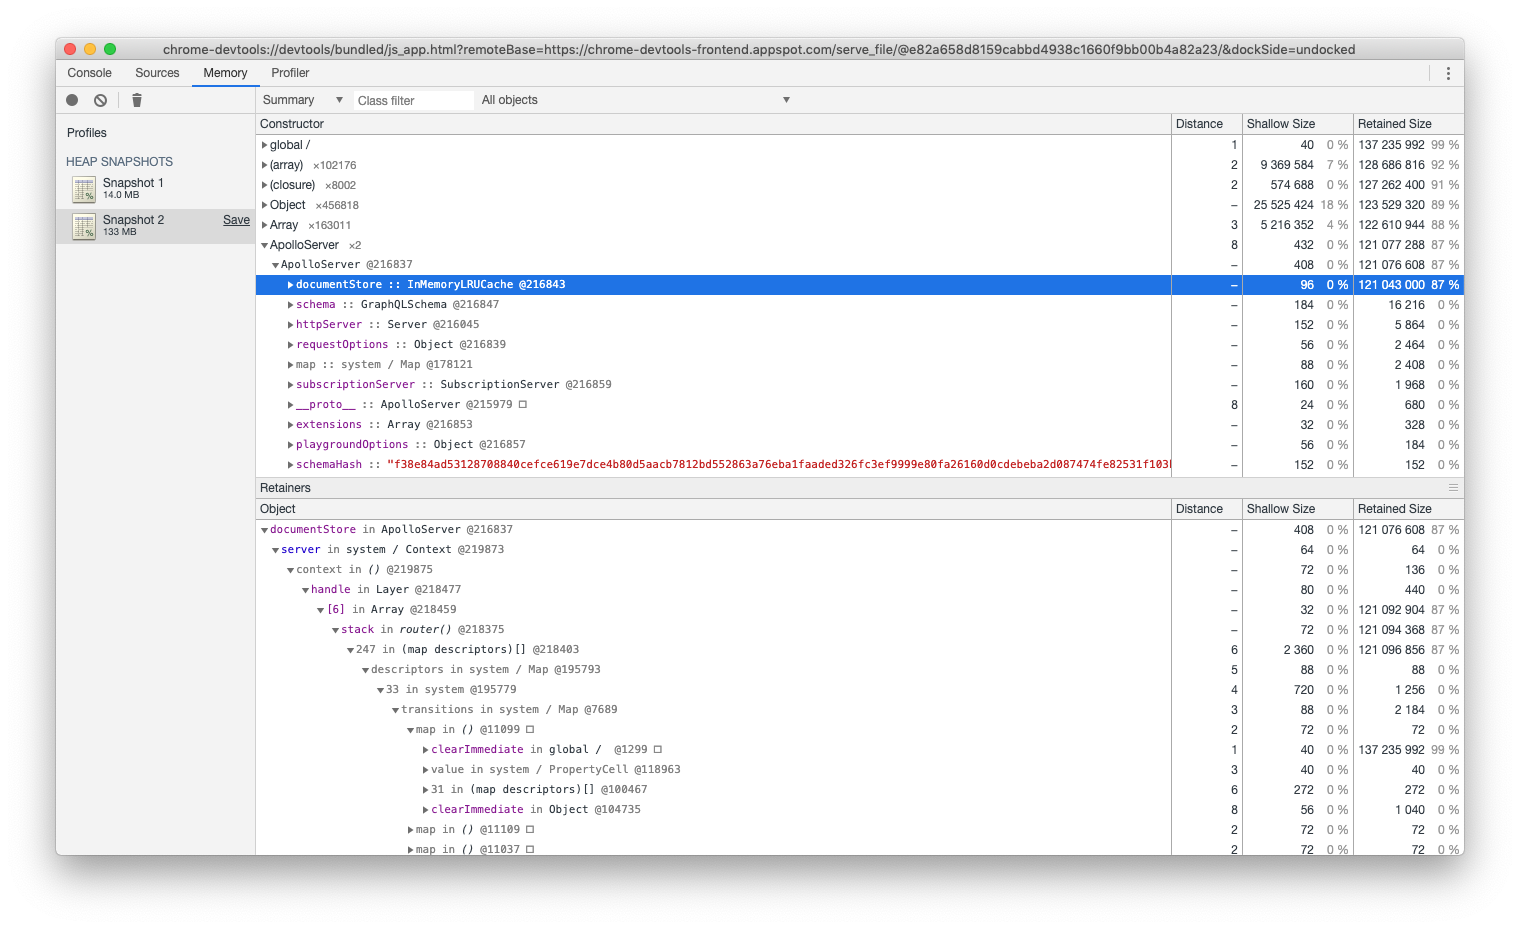 chrome-devtools://devtools/bundled/js_app.html?remoteBase=https://chrome-devtools-frontend.appspot.com/serve_file/@e82a658d8159cabbd4938c1660f9bb00b4a82a23/&dockSide=undocked
Console Sources Memory Profiler
Summary Class filter All objects
Profiles
HEAP SNAPSHOTS
Snapshot 1
14.0 MB
Snapshot 2 Save
133 MB
Constructor Distance Shallow Size Retained Size
global / 1 40 0 % 137 235 992 99 %
(array) ×102176 2 9 369 584 7 % 128 686 816 92 %
(closure) ×8002 2 574 688 0 % 127 262 400 91 %
Object ×456818 – 25 525 424 18 % 123 529 320 89 %
Array ×163011 3 5 216 352 4 % 122 610 944 88 %
ApolloServer ×2 8 432 0 % 121 077 288 87 %
ApolloServer @216837 – 408 0 % 121 076 608 87 %
documentStore :: InMemoryLRUCache @216843 – 96 0 % 121 043 000 87 %
schema :: GraphQLSchema @216847 – 184 0 % 16 216 0 %
httpServer :: Server @216045 – 152 0 % 5 864 0 %
requestOptions :: Object @216839 – 56 0 % 2 464 0 %
map :: system / Map @178121 – 88 0 % 2 408 0 %
subscriptionServer :: SubscriptionServer @216859 – 160 0 % 1 968 0 %
__proto__ :: ApolloServer @215979 8 24 0 % 680 0 %
extensions :: Array @216853 – 32 0 % 328 0 %
playgroundOptions :: Object @216857 – 56 0 % 184 0 %
schemaHash :: "f38e84ad53128708840cefce619e7dce4b80d5aacb7812bd552863a76eba1faaded326fc3ef9999e80fa26160d0cdebeba2d087474fe82531f103 – 152 0 % 152 0 %
Retainers
Object Distance Shallow Size Retained Size
documentStore in ApolloServer @216837 – 408 0 % 121 076 608 87 %
server in system / Context @219873 – 64 0 % 64 0 %
context in () @219875 – 72 0 % 136 0 %
handle in Layer @218477 – 80 0 % 440 0 %
[6] in Array @218459 – 32 0 % 121 092 904 87 %
stack in router() @218375 – 72 0 % 121 094 368 87 %
247 in (map descriptors)[] @218403 6 2 360 0 % 121 096 856 87 %
descriptors in system / Map @195793 5 88 0 % 88 0 %
33 in system @195779 4 720 0 % 1 256 0 %
transitions in system / Map @7689 3 88 0 % 2 184 0 %
map in () @11099 2 72 0 % 72 0 %
clearImmediate in global / @1299 1 40 0 % 137 235 992 99 %
value in system / PropertyCell @118963 3 40 0 % 40 0 %
31 in (map descriptors)[] @100467 6 272 0 % 272 0 %
clearImmediate in Object @104735 8 56 0 % 1 040 0 %
map in () @11109 2 72 0 % 72 0 %
map in () @11037 2 72 0 % 72 0 %